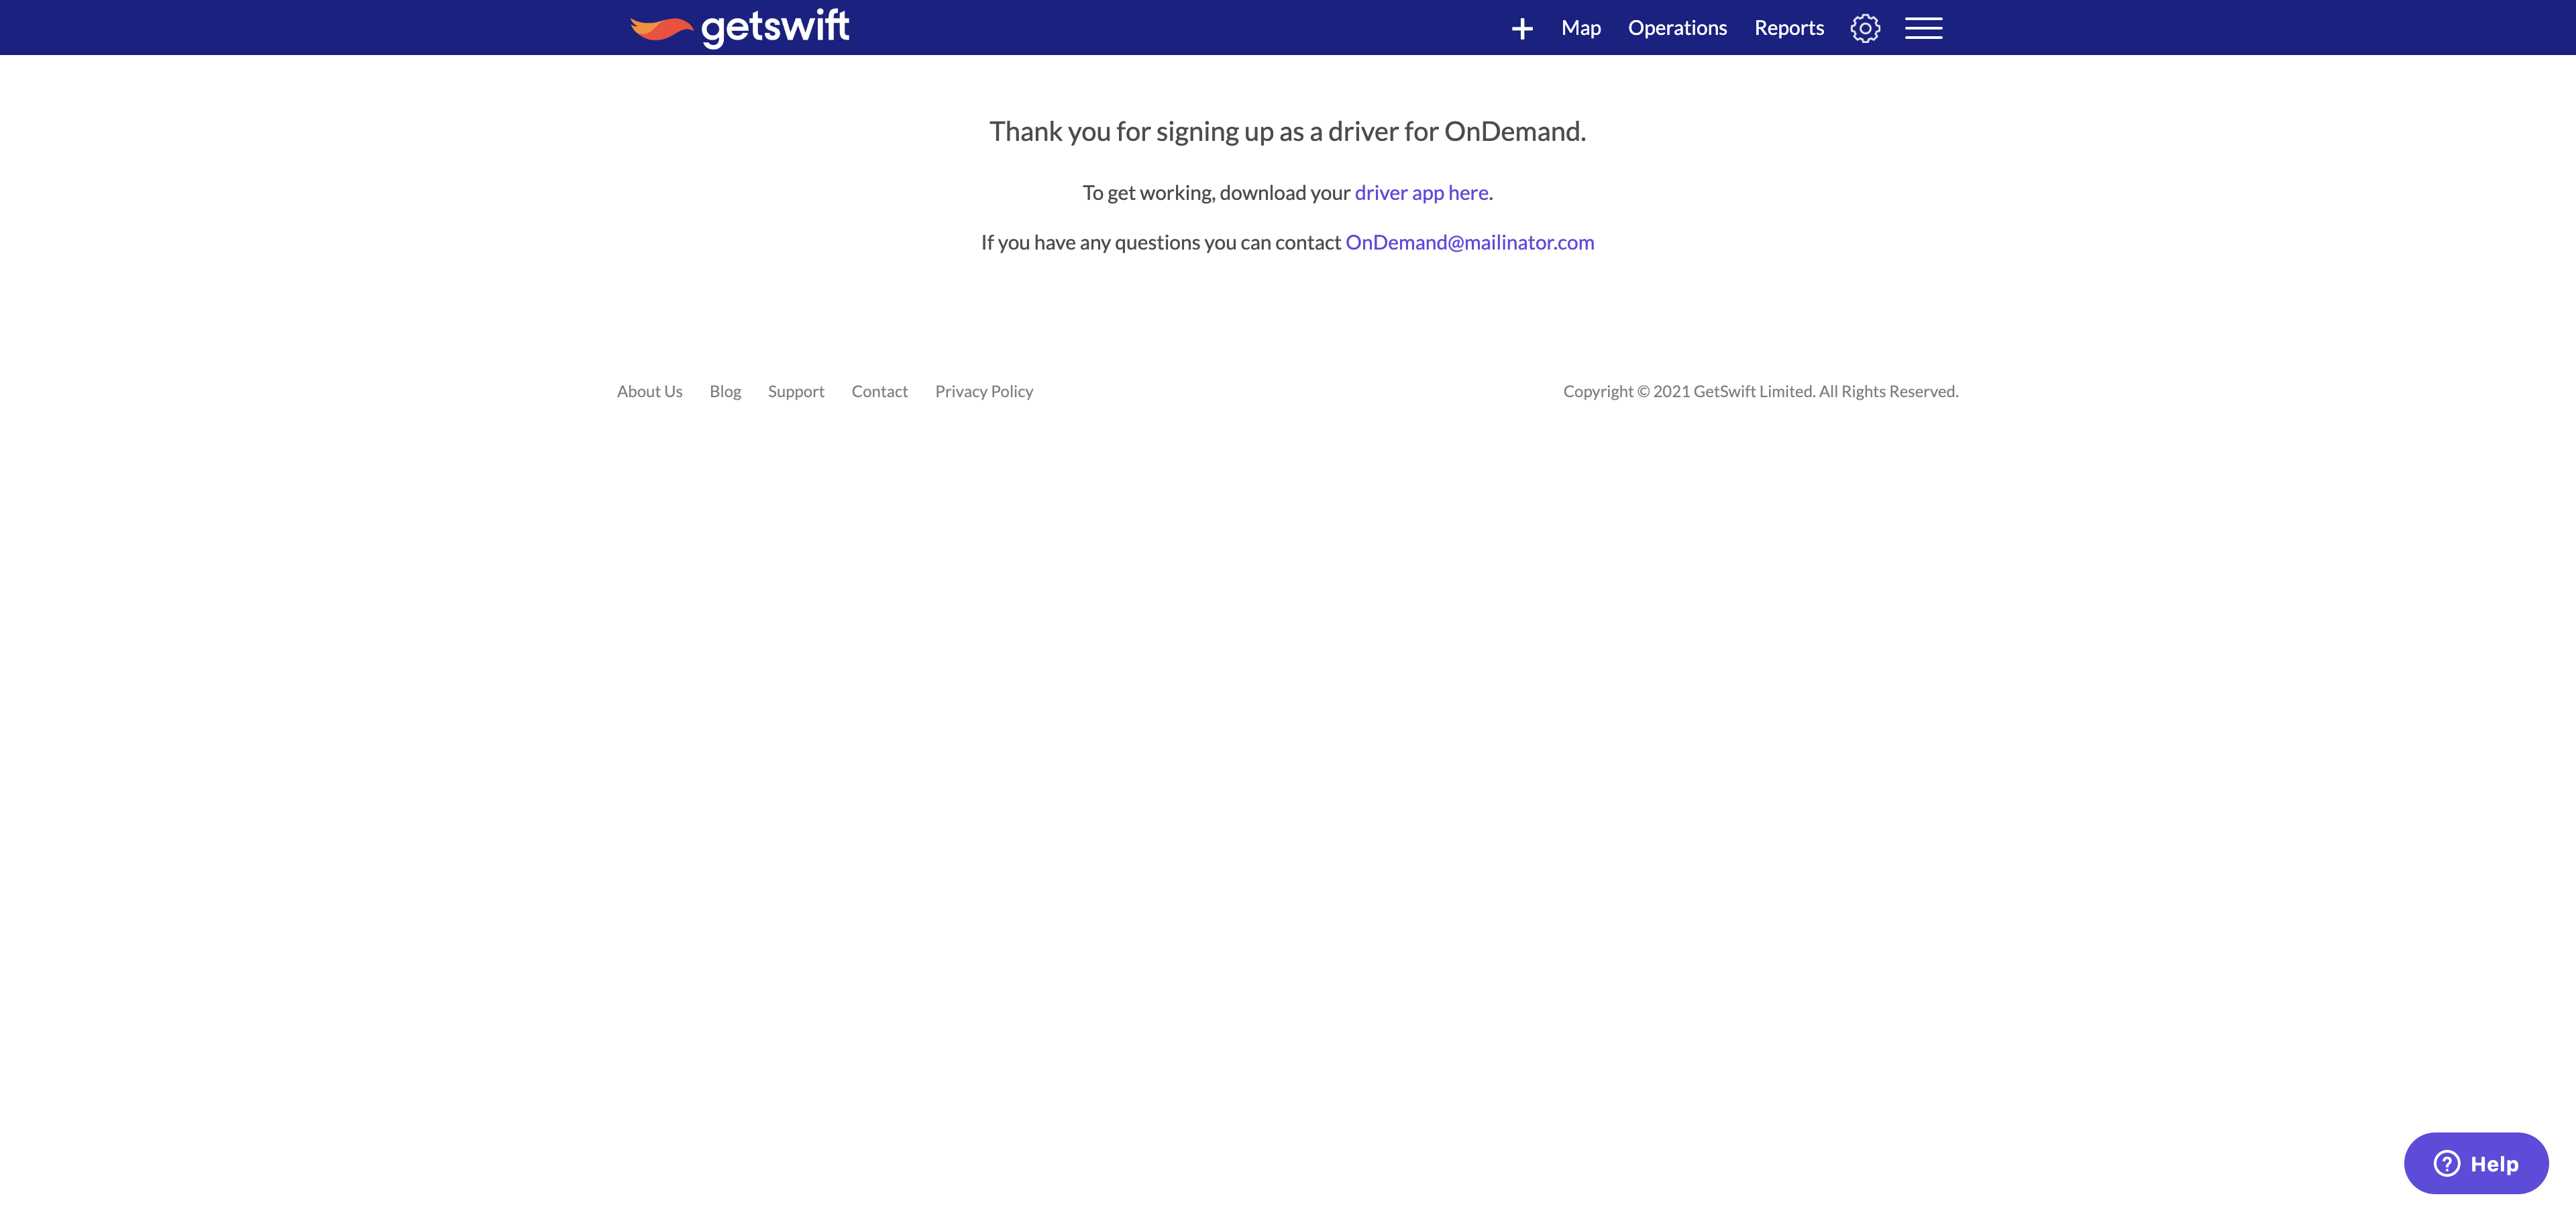 getswift
+ Map Operations Reports
Thank you for signing up as a driver for OnDemand.
To get working, download your driver app here.
If you have any questions you can contact OnDemand@mailinator.com
About Us Blog Support Contact Privacy Policy
Copyright © 2021 GetSwift Limited. All Rights Reserved.
? Help